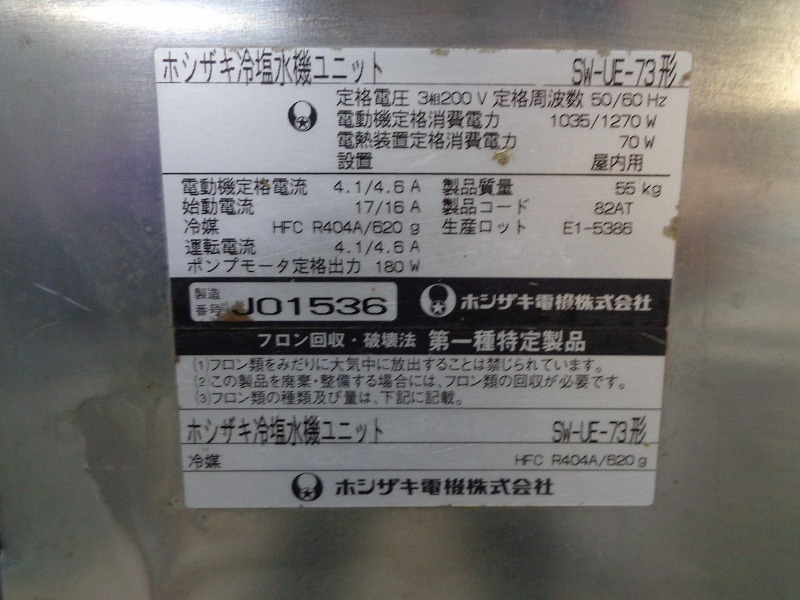 ホシザキ冷塩水機ユニット SW-UE-73形
定格電圧 3相200V 定格周波数 50/60Hz
電動機定格消費電力 1035/1270W
電熱装置定格消費電力 70W
設置 屋内用
電動機定格電流 4.1/4.6A 製品質量 55kg
始動電流 17/16A 製品コード 82AT
冷媒 HFC R404A/620g 生産ロット E1-5386
運転電流 4.1/4.6A
ポンプモータ定格出力 180W
製造番号 J01536 ホシザキ電機株式会社
フロン回収・破壊法 第一種特定製品
(1)フロン類をみだりに大気中に放出することは禁じられています。
(2)この製品を廃棄・整備する場合には、フロン類の回収が必要です。
(3)フロン類の種類及び量は、下記に記載。
ホシザキ冷塩水機ユニット SW-UE-73形
冷媒 HFC R404A/620g
ホシザキ電機株式会社